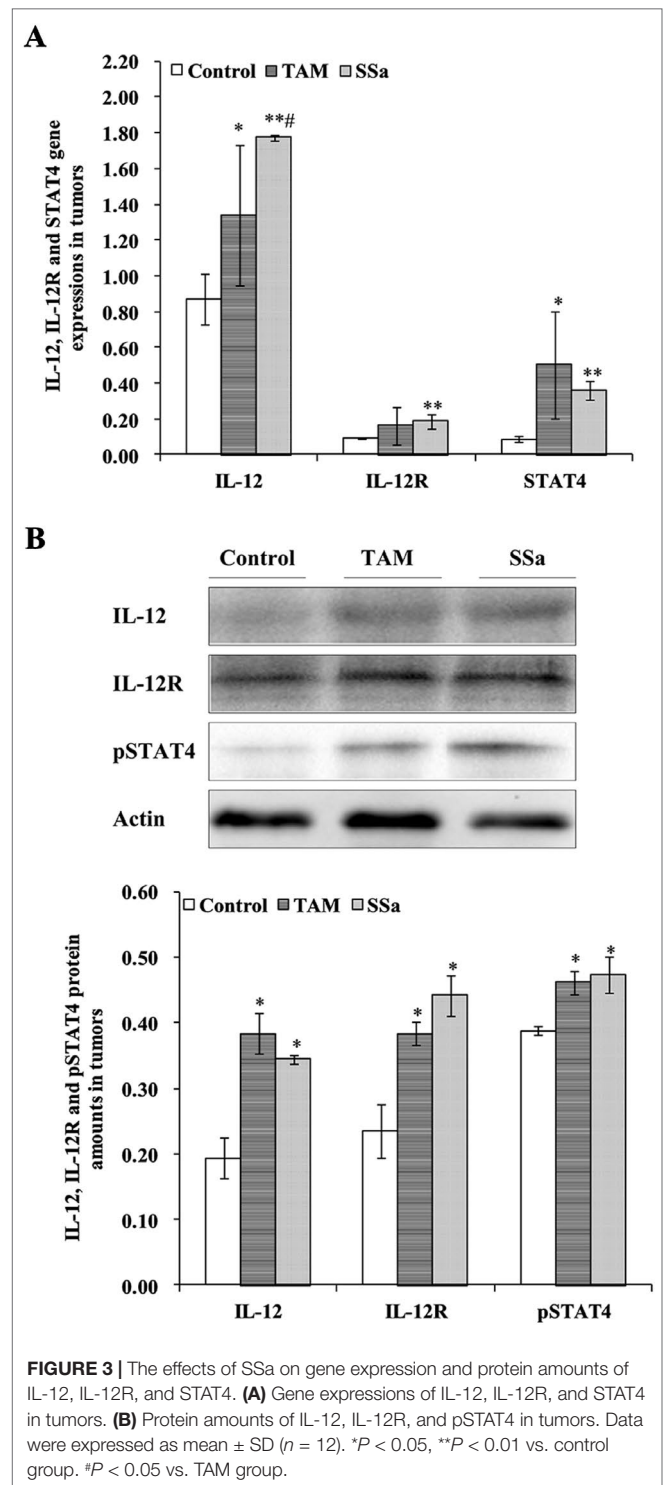 A
2.20
Control TAM SSa
2.00
1.80
1.60
1.40
1.20
1.00
0.80
0.60
0.40
0.20
0.00
IL-12, IL-12R and STAT4 gene
expressions in tumors
* **#
**
* **
IL-12 IL-12R STAT4
B
Control TAM SSa
IL-12
IL-12R
pSTAT4
Actin
0.60
Control TAM SSa
0.50
0.40
0.30
0.20
0.10
0.00
IL-12, IL-12R and pSTAT4 protein
amounts in tumors
* *
* *
* *
IL-12 IL-12R pSTAT4
FIGURE 3 | The effects of SSa on gene expression and protein amounts of
IL-12, IL-12R, and STAT4. (A) Gene expressions of IL-12, IL-12R, and STAT4
in tumors. (B) Protein amounts of IL-12, IL-12R, and pSTAT4 in tumors. Data
were expressed as mean ± SD (n = 12). *P < 0.05, **P < 0.01 vs. control
group. #P < 0.05 vs. TAM group.